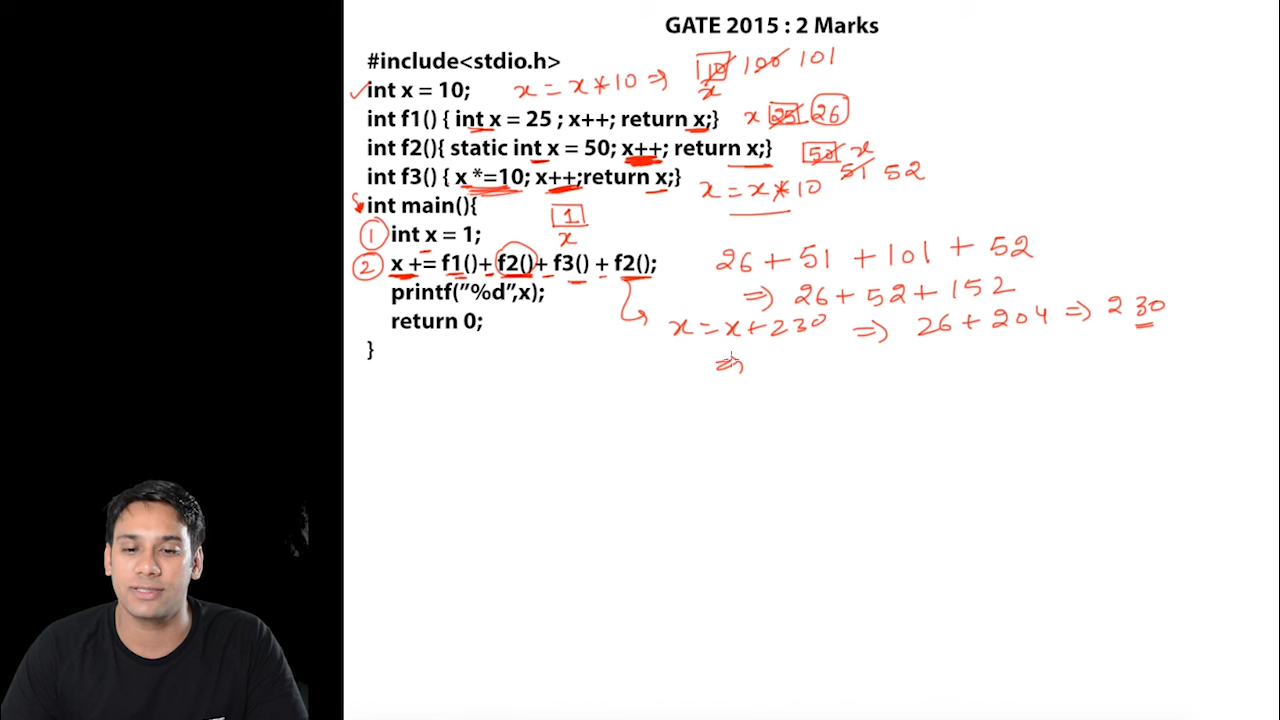 GATE 2015 : 2 Marks
#include<stdio.h>
int x = 10; x = x*10 ⇒ 10 100 101
x
int f1() { int x = 25 ; x++; return x;} x 25 26
int f2(){ static int x = 50; x++; return x;} 50 x
51 52
int f3() { x *=10; x++;return x;} x = x*10
int main(){ 1
x
1 int x = 1;
2 x += f1()+ f2()+ f3() + f2(); 26 + 51 + 101 + 52
printf("%d",x); ⇒ 26 + 52 + 152
return 0; x = x + 230 ⇒ 26 + 204 ⇒ 230
} ⇒